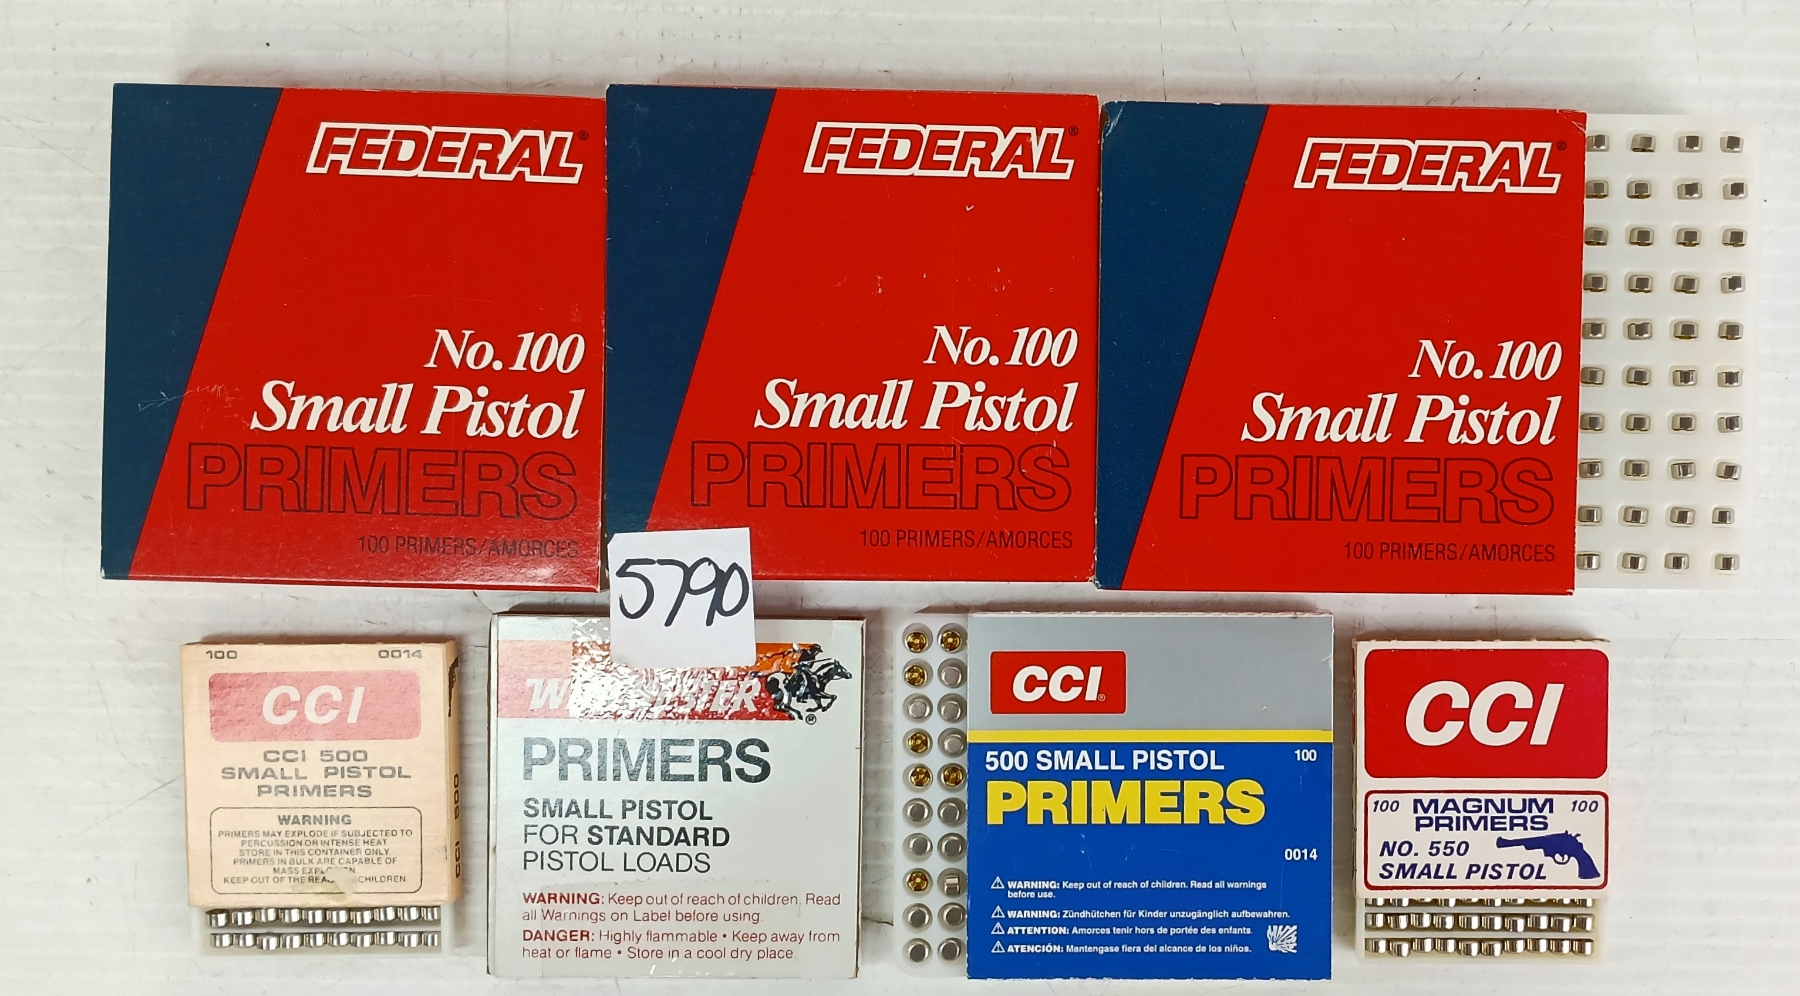 FEDERAL®
No. 100
Small Pistol
PRIMERS
100 PRIMERS/AMORCES
FEDERAL®
No. 100
Small Pistol
PRIMERS
100 PRIMERS/AMORCES
FEDERAL®
No. 100
Small Pistol
PRIMERS
100 PRIMERS/AMORCES
5790
100 0014
CCI
CCI 500
SMALL PISTOL
PRIMERS
WARNING
PRIMERS MAY EXPLODE IF SUBJECTED TO
PERCUSSION OR INTENSE HEAT
STORE IN THIS CONTAINER ONLY.
PRIMERS IN BULK ARE CAPABLE OF
MASS EXPLOSION
KEEP OUT OF THE CHILDREN.
CCI 500
WINCHESTER
®
PRIMERS
SMALL PISTOL
FOR STANDARD
PISTOL LOADS
WARNING: Keep out of reach of children. Read
all Warnings on Label before using.
DANGER: Highly flammable • Keep away from
heat or flame • Store in a cool dry place.
CCI®
500 SMALL PISTOL 100
PRIMERS
0014
WARNING: Keep out of reach of children. Read all warnings
before use.
WARNING: Zündhütchen für Kinder unzugänglich aufbewahren.
ATTENTION: Amorces tenir hors de portée des enfants.
ATENCIÓN: Mantengase fiera del alcance de los niños.
CCI
100 MAGNUM 100
PRIMERS
NO. 550
SMALL PISTOL